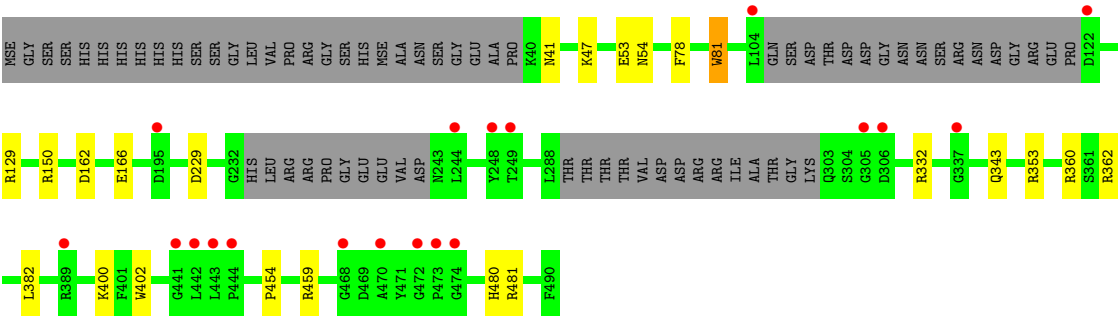 MSE GLY SER SER HIS HIS HIS HIS HIS HIS SER SER GLY LEU VAL PRO ARG GLY SER HIS MSE ALA ASN SER GLY GLU ALA PRO K40 N41 K47 E53 N54 F78 W81 L104 GLN SER ASP THR ASP ASP GLY ASN ASN SER ARG ASN ASP GLY ARG GLU PRO D122
R129 R150 D162 E166 D195 D229 G232 HIS LEU ARG ARG PRO GLY GLU GLU VAL ASP N243 L244 Y248 T249 L288 THR THR THR THR VAL ASP ASP ARG ARG ILE ALA THR GLY LYS Q303 S304 G305 D306 R332 G337 Q343 R353 R360 S361 R362
L382 R389 K400 F401 W402 G441 L442 L443 P444 P454 R459 G468 D469 A470 Y471 G472 P473 G474 H480 R481 F490